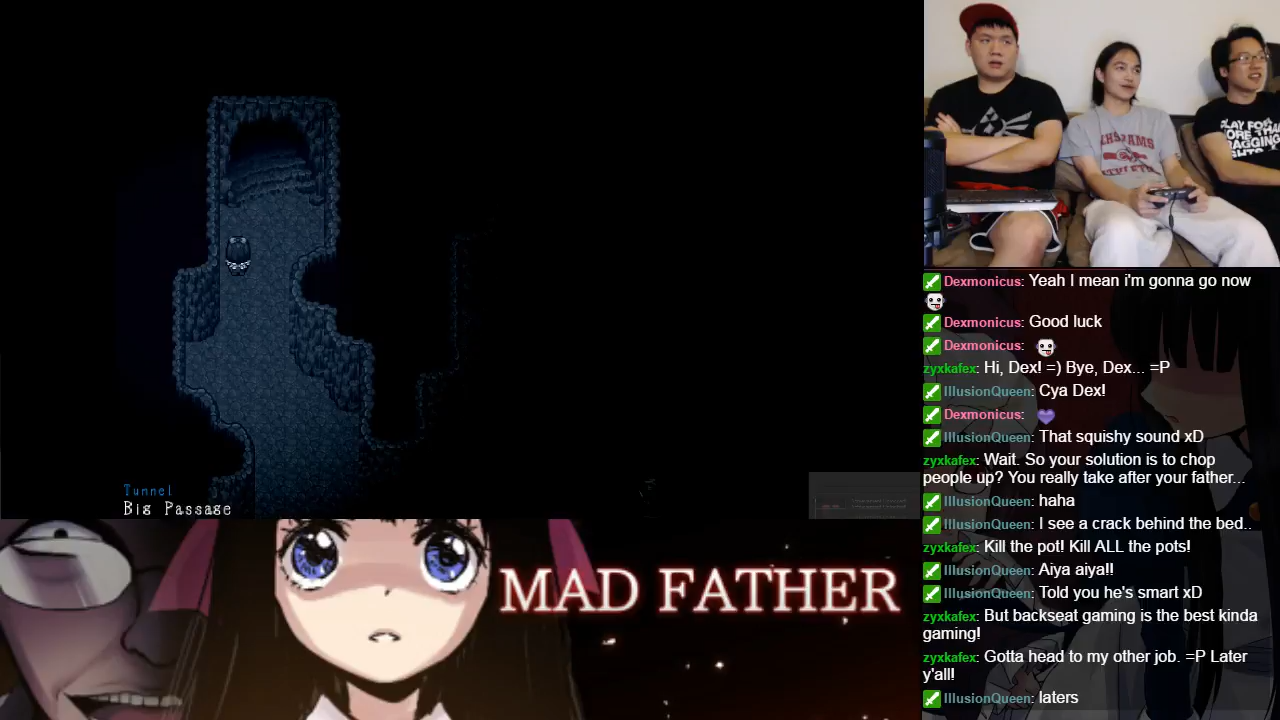 Tunnel
Big Passage
MAD FATHER
Dexmonicus: Yeah I mean i'm gonna go now
Dexmonicus: Good luck
Dexmonicus:
zyxkafex: Hi, Dex! =) Bye, Dex... =P
IllusionQueen: Cya Dex!
Dexmonicus:
IllusionQueen: That squishy sound xD
zyxkafex: Wait. So your solution is to chop
people up? You really take after your father...
IllusionQueen: haha
IllusionQueen: I see a crack behind the bed..
zyxkafex: Kill the pot! Kill ALL the pots!
IllusionQueen: Aiya aiya!!
IllusionQueen: Told you he's smart xD
zyxkafex: But backseat gaming is the best kinda
gaming!
zyxkafex: Gotta head to my other job. =P Later
y'all!
IllusionQueen: laters